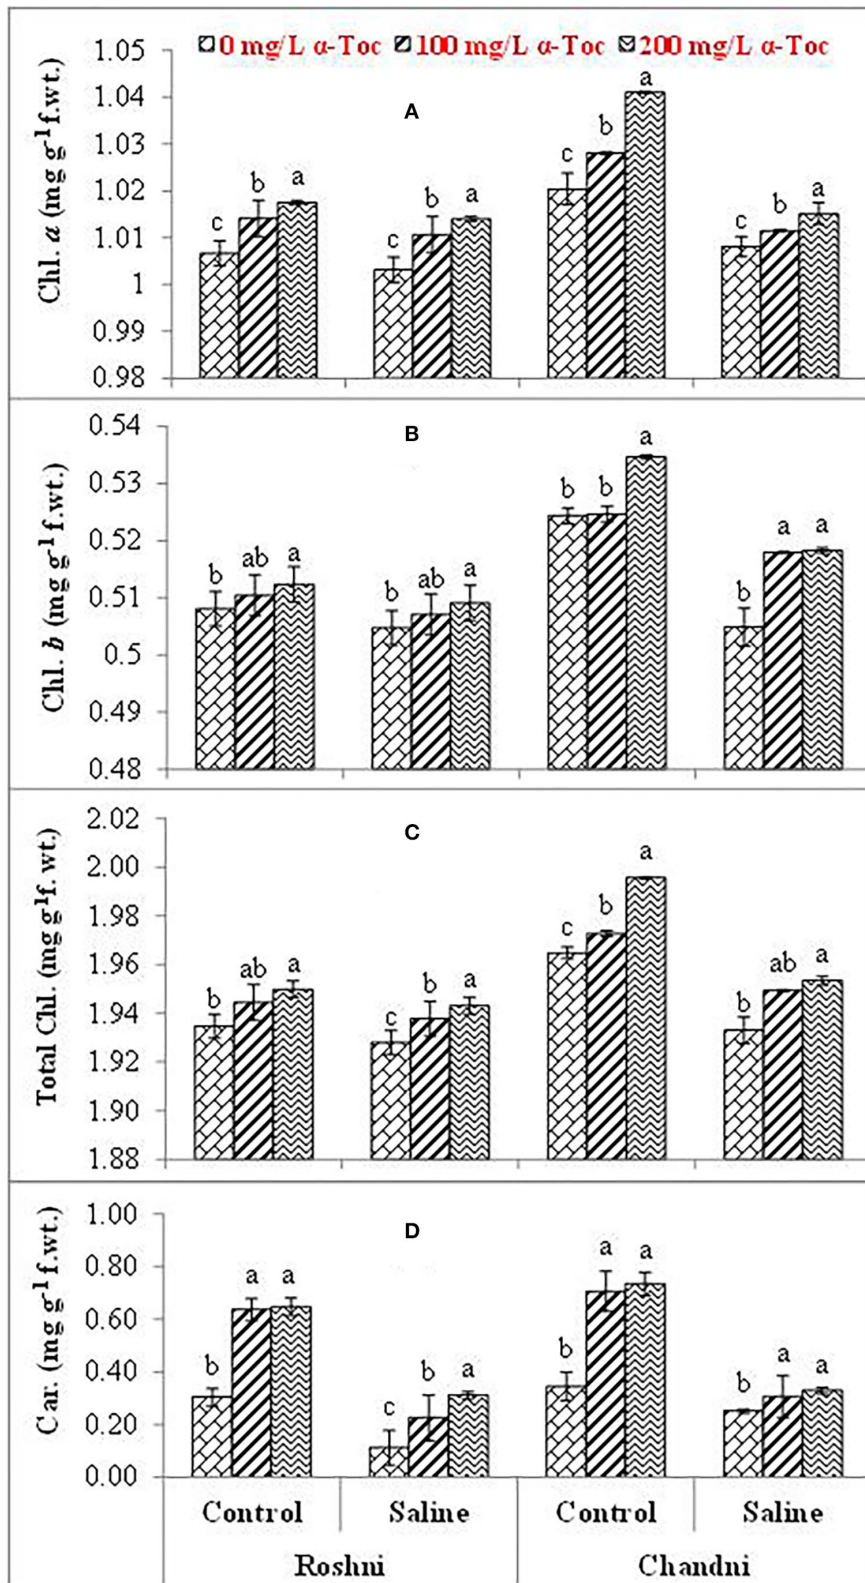 0 mg/L α-Toc 100 mg/L α-Toc 200 mg/L α-Toc
A
Chl. a (mg g⁻¹ f.wt.)
1.05
1.04
1.03
1.02
1.01
1
0.99
0.98
c b a c b a c b a c b a
B
Chl. b (mg g⁻¹ f.wt.)
0.54
0.53
0.52
0.51
0.5
0.49
0.48
b ab a b ab a b b a b a a
C
Total Chl. (mg g¹f. wt.)
2.02
2.00
1.98
1.96
1.94
1.92
1.90
1.88
b ab a c b a c b a b ab a
D
Car. (mg g⁻¹ f.wt.)
1.00
0.80
0.60
0.40
0.20
0.00
b a a c b a b a a b a a
Control Saline Control Saline
Roshni Chandni